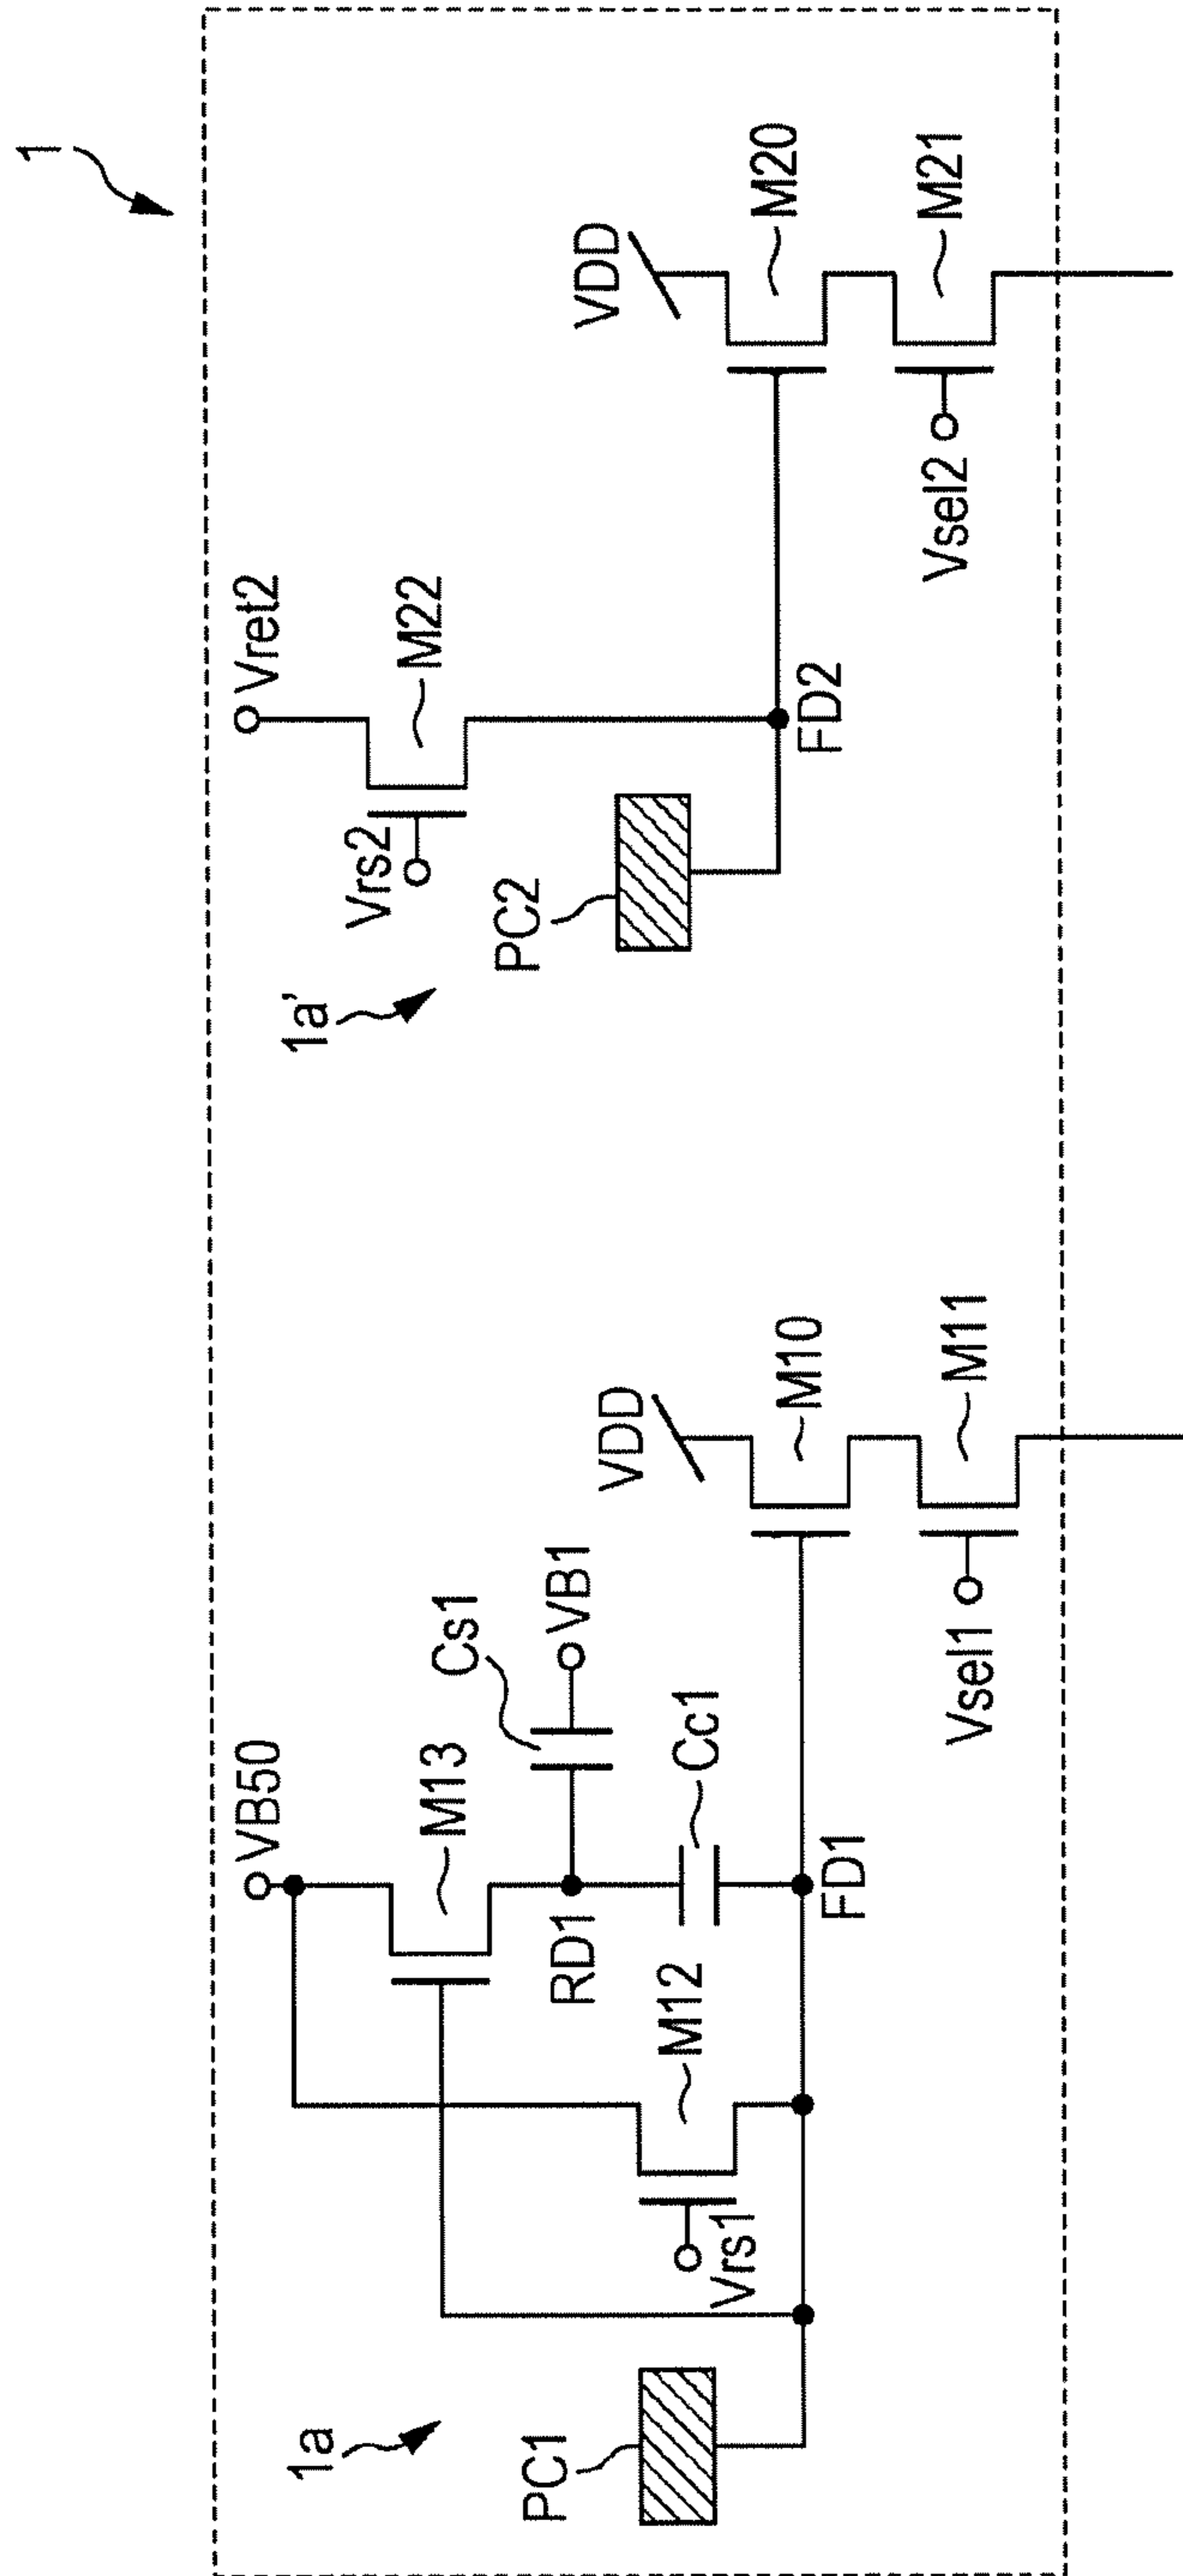 1
1a
VB50
M13
Cs1
VB1
RD1
Cc1
M12
Vrs1
PC1
FD1
VDD
M10
M11
Vsel1
1a'
Vret2
M22
Vrs2
PC2
FD2
VDD
M20
M21
Vsel2